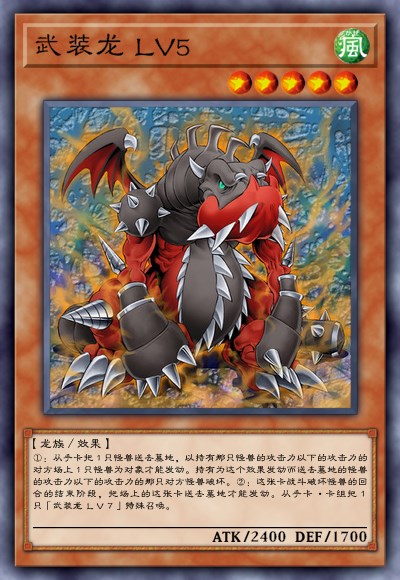 武装龙 LV5
風
【龙族／效果】
①：从手卡把1只怪兽送去墓地，以持有那只怪兽的攻击力以下的攻击力的
对方场上1只怪兽为对象才能发动。持有为这个效果发动而送去墓地的怪兽
的攻击力以下的攻击力的那只对方怪兽破坏。②：这张卡战斗破坏怪兽的回
合的结束阶段，把场上的这张卡送去墓地才能发动。从手卡·卡组把1
只「武装龙 LV7」特殊召唤。
ATK/2400 DEF/1700